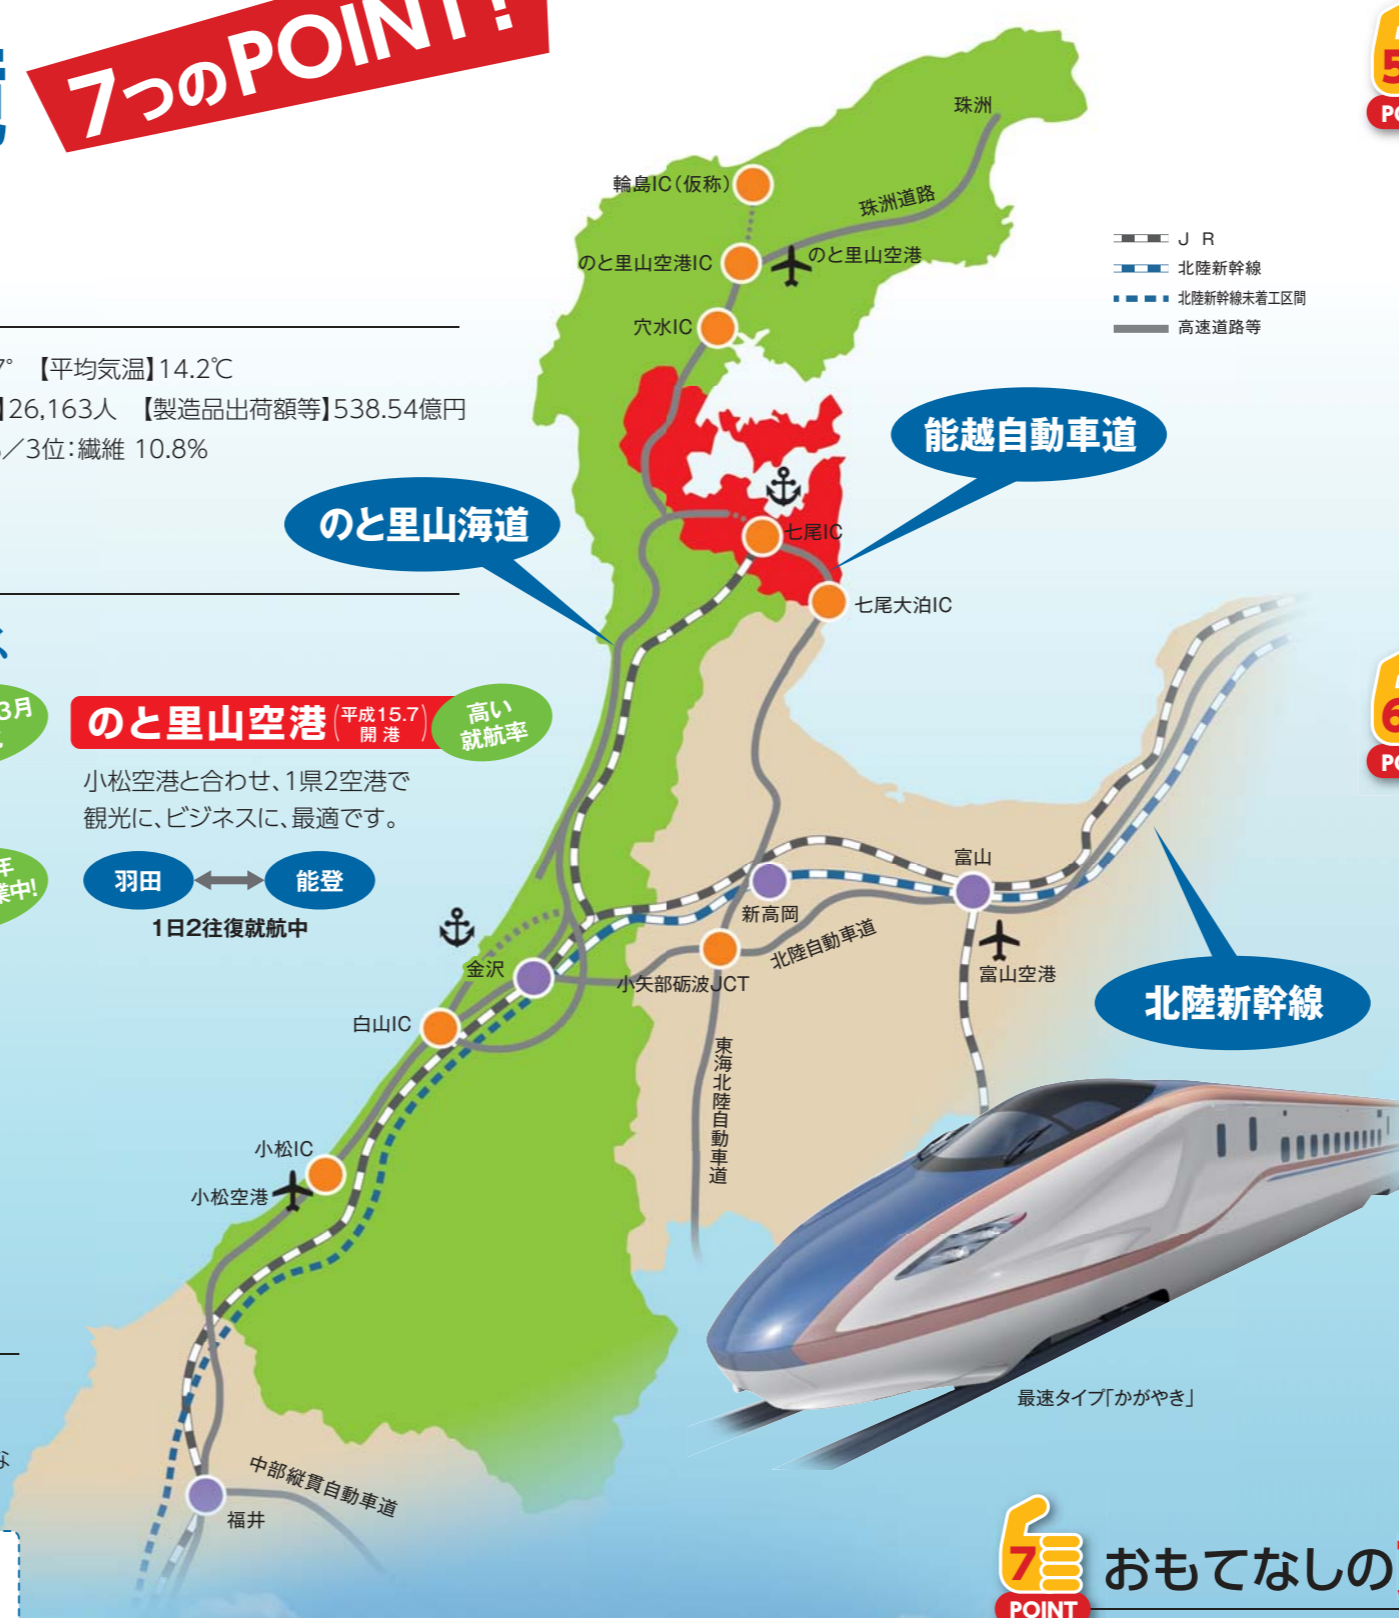 7つのPOINT!
7° 【平均気温】14.2℃
】26,163人 【製造品出荷額等】538.54億円
／3位：繊維 10.8%
3月
のと里山空港（平成15.7開港）
高い
就航率
小松空港と合わせ、1県2空港で
観光に、ビジネスに、最適です。
年
業中!
羽田
能登
1日2往復就航中
珠洲
輪島IC（仮称）
珠洲道路
のと里山空港IC
のと里山空港
穴水IC
J R
北陸新幹線
北陸新幹線未着工区間
高速道路等
能越自動車道
のと里山海道
七尾IC
七尾大泊IC
富山
新高岡
北陸自動車道
金沢
小矢部砺波JCT
富山空港
白山IC
北陸新幹線
東海北陸自動車道
小松IC
小松空港
最速タイプ「かがやき」
な
中部縦貫自動車道
福井
5
6
7
POINT
おもてなしの